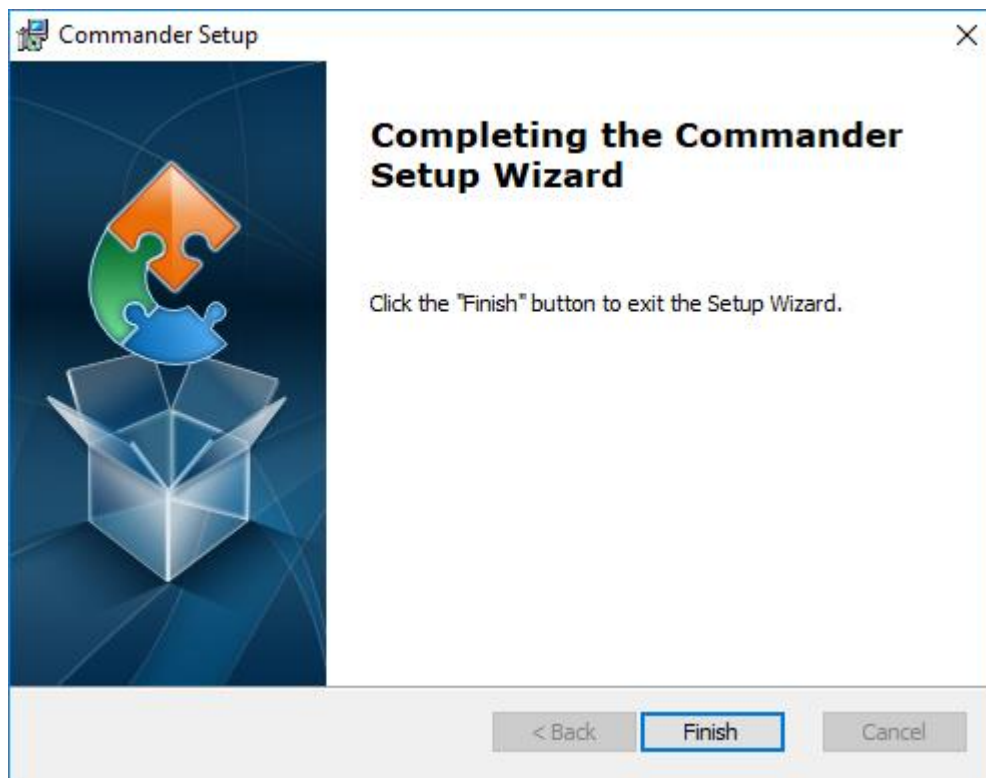 Commander Setup
Completing the Commander
Setup Wizard
Click the "Finish" button to exit the Setup Wizard.
< Back
Finish
Cancel